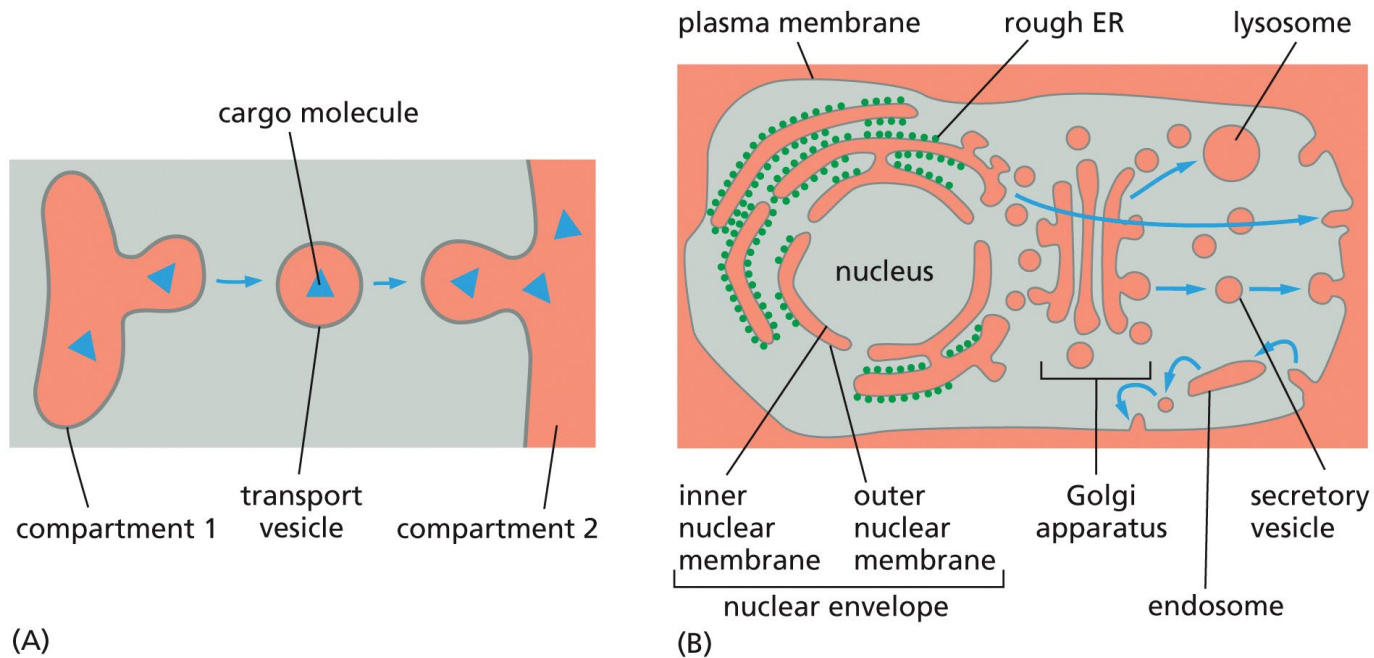 cargo molecule
compartment 1
transport
vesicle
compartment 2
(A)
plasma membrane
rough ER
lysosome
nucleus
inner
nuclear
membrane
outer
nuclear
membrane
nuclear envelope
Golgi
apparatus
secretory
vesicle
endosome
(B)